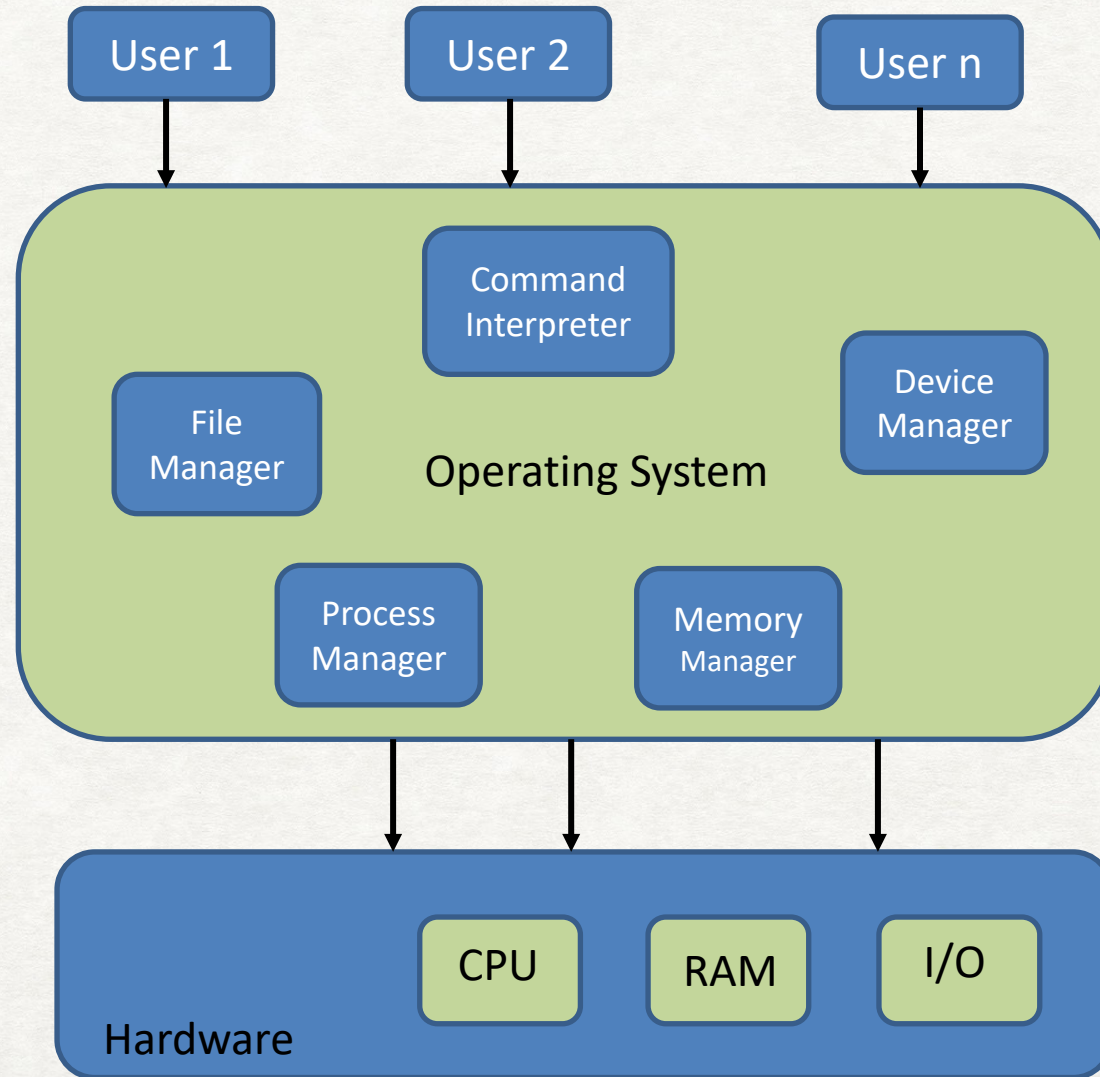 User 1
User 2
User n
Command
Interpreter
Device
Manager
File
Manager
Operating System
Process
Manager
Memory
Manager
CPU
RAM
I/O
Hardware